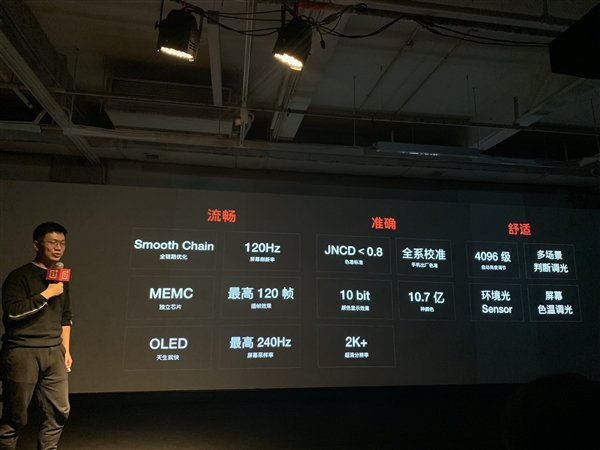 流畅
准确
舒适
Smooth Chain
全链路优化
120Hz
屏幕刷新率
JNCD＜0.8
色准标准
全系校准
手机出厂色准
4096 级
自动亮度调节
多场景
判断调光
MEMC
独立芯片
最高 120 帧
插帧效果
10 bit
颜色显示效果
10.7 亿
种颜色
环境光
Sensor
屏幕
色温调光
OLED
天生就快
最高 240Hz
屏幕采样率
2K+
超清分辨率